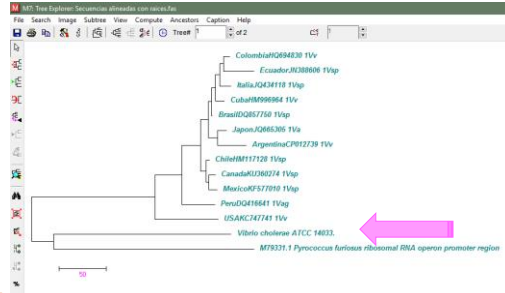 M7: Tree Explorer: Secuencias alineadas con raices.fas
File Search Image Subtree View Compute Ancestors Caption Help
Tree# 1 of 2 1
ColombiaHQ694830 1Vv
EcuadorJN388606 1Vsp
ItaliaJQ434118 1Vsp
CubaHM996964 1Vv
BrasilDQ857750 1Vsp
JaponJQ665305 1Va
ArgentinaCP012739 1Vv
ChileHM117128 1Vsp
CanadaKU360274 1Vsp
MexicoKF577010 1Vsp
PeruDQ416641 1Vag
USAKC747741 1Vv
Vibrio cholerae ATCC 14033.
M79331.1 Pyrococcus furiosus ribosomal RNA operon promoter region
50